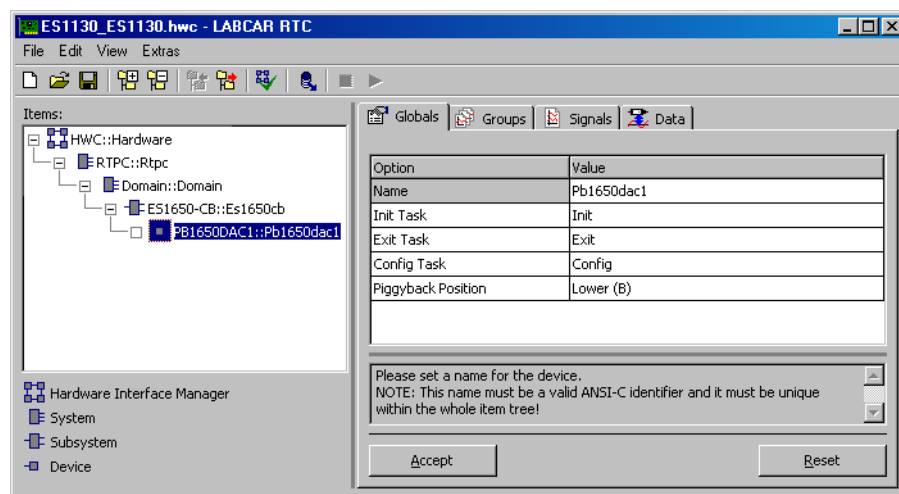 ES1130_ES1130.hwc - LABCAR RTC
File Edit View Extras
Items:
HWC::Hardware
RTPC::Rtpc
Domain::Domain
ES1650-CB::Es1650cb
PB1650DAC1::Pb1650dac1
Hardware Interface Manager
System
Subsystem
Device
Globals Groups Signals Data
Option Value
Name Pb1650dac1
Init Task Init
Exit Task Exit
Config Task Config
Piggyback Position Lower (B)
Please set a name for the device.
NOTE: This name must be a valid ANSI-C identifier and it must be unique
within the whole item tree!
Accept Reset